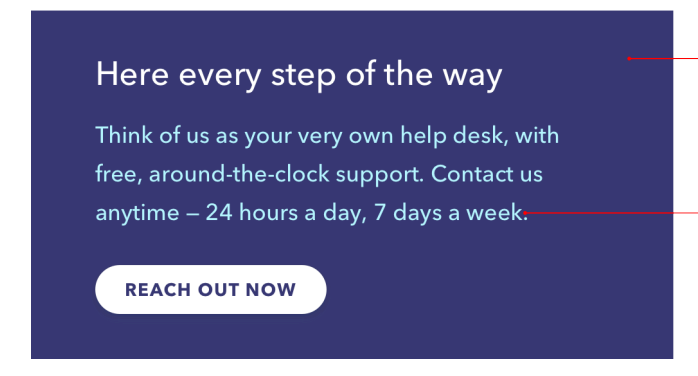 Here every step of the way
Think of us as your very own help desk, with
free, around-the-clock support. Contact us
anytime — 24 hours a day, 7 days a week.
REACH OUT NOW